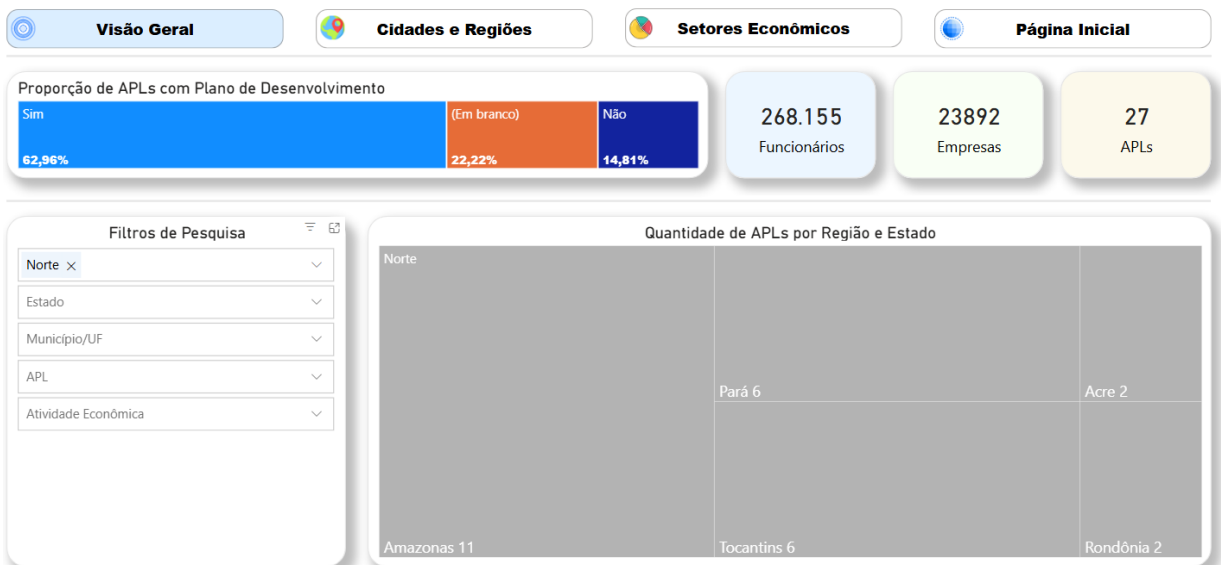 Visão Geral
Cidades e Regiões
Setores Econômicos
Página Inicial
Proporção de APLs com Plano de Desenvolvimento
Sim
(Em branco)
Não
62,96%
22,22%
14,81%
268.155
Funcionários
23892
Empresas
27
APLs
Filtros de Pesquisa
Norte
Estado
Município/UF
APL
Atividade Econômica
Quantidade de APLs por Região e Estado
Norte
Pará 6
Acre 2
Amazonas 11
Tocantins 6
Rondônia 2